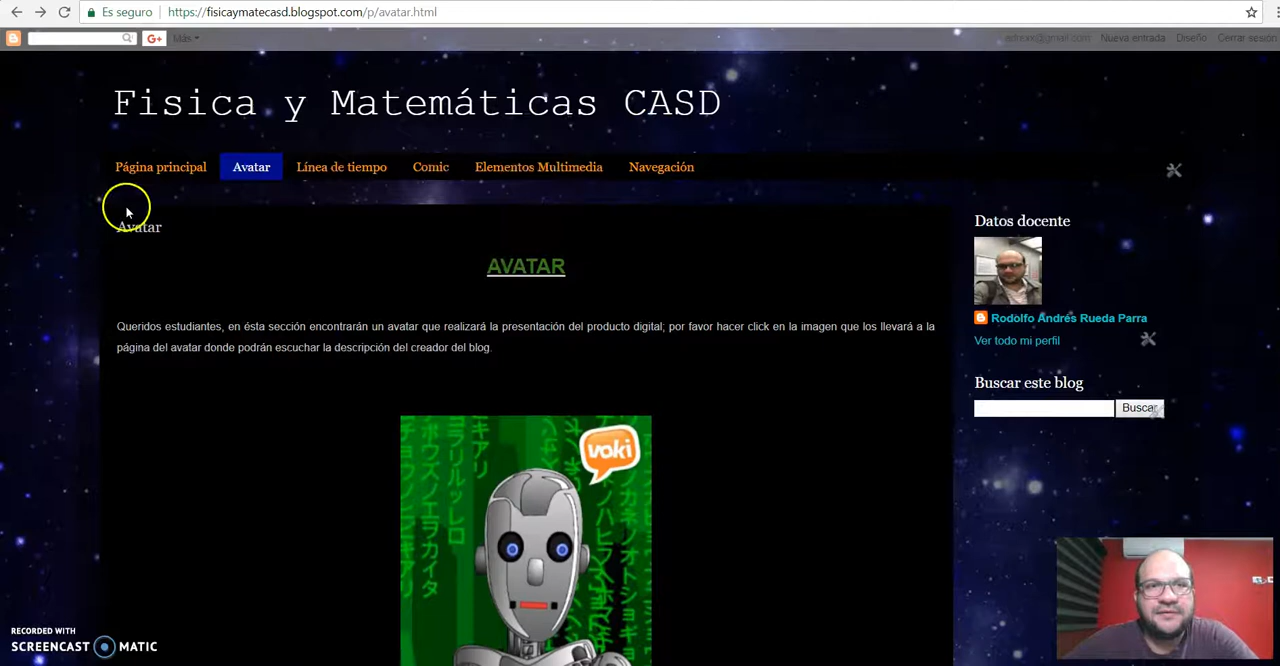 Es seguro | https://fisicaymatecasd.blogspot.com/p/avatar.html
G+ Más edfrexx@gmail.com Nueva entrada Diseño Cerrar sesión
Fisica y Matemáticas CASD
Página principal Avatar Línea de tiempo Comic Elementos Multimedia Navegación
Avatar
AVATAR
Queridos estudiantes, en ésta sección encontrarán un avatar que realizará la presentación del producto digital; por favor hacer click en la imagen que los llevará a la
página del avatar donde podrán escuchar la descripción del creador del blog.
voki
Datos docente
Rodolfo Andrés Rueda Parra
Ver todo mi perfil
Buscar este blog
Buscar
RECORDED WITH
SCREENCAST MATIC